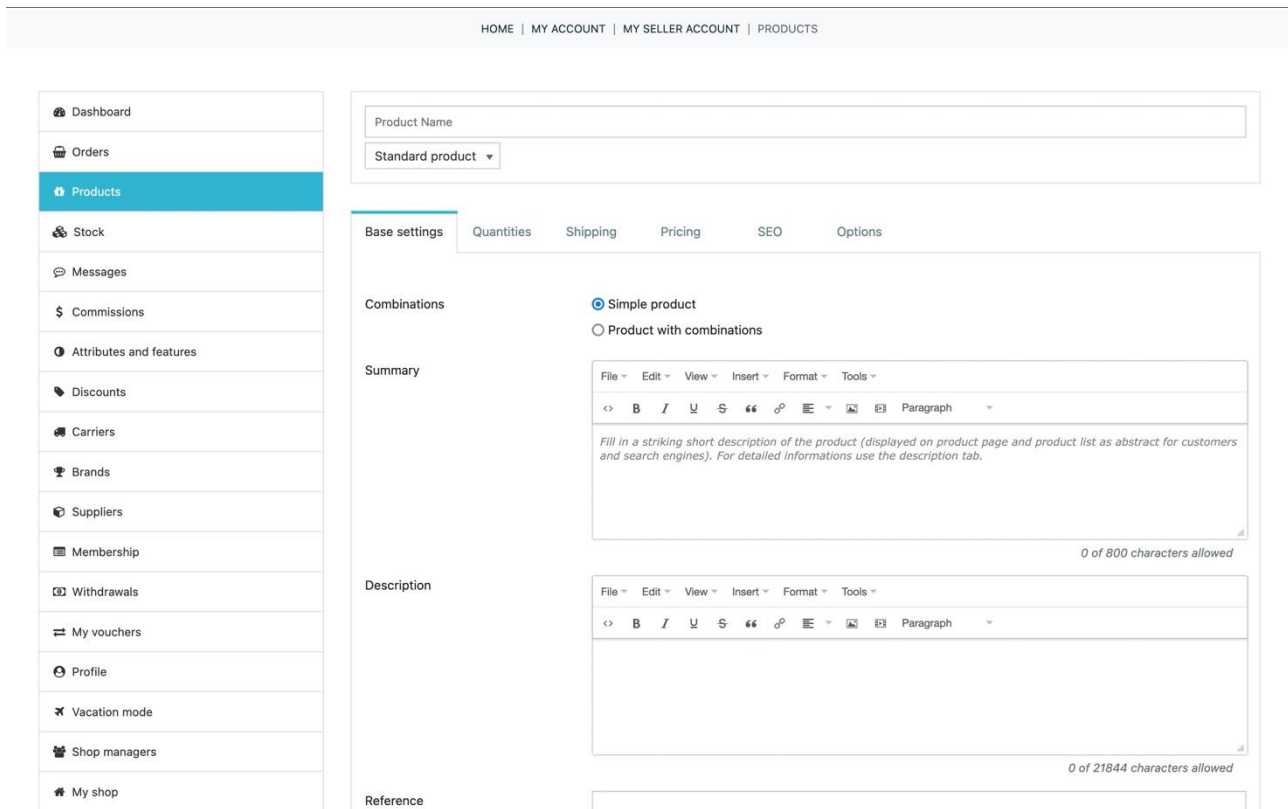 HOME | MY ACCOUNT | MY SELLER ACCOUNT | PRODUCTS
Dashboard
Orders
Products
Stock
Messages
$ Commissions
Attributes and features
Discounts
Carriers
Brands
Suppliers
Membership
Withdrawals
My vouchers
Profile
Vacation mode
Shop managers
My shop
Product Name
Standard product
Base settings Quantities Shipping Pricing SEO Options
Combinations
Simple product
Product with combinations
Summary
File Edit View Insert Format Tools
<> B I U S Paragraph
Fill in a striking short description of the product (displayed on product page and product list as abstract for customers
and search engines). For detailed informations use the description tab.
0 of 800 characters allowed
Description
File Edit View Insert Format Tools
<> B I U S Paragraph
0 of 21844 characters allowed
Reference